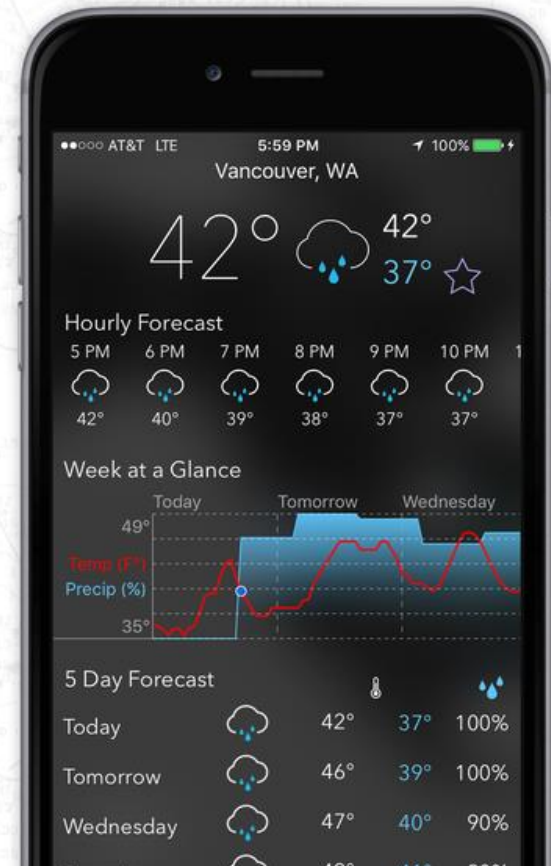 AT&T LTE 5:59 PM 100%
Vancouver, WA
42° 42°
37°
Hourly Forecast
5 PM 6 PM 7 PM 8 PM 9 PM 10 PM 1
42° 40° 39° 38° 37° 37°
Week at a Glance
Today Tomorrow Wednesday
49°
Temp (F°)
Precip (%)
35°
5 Day Forecast
Today 42° 37° 100%
Tomorrow 46° 39° 100%
Wednesday 47° 40° 90%